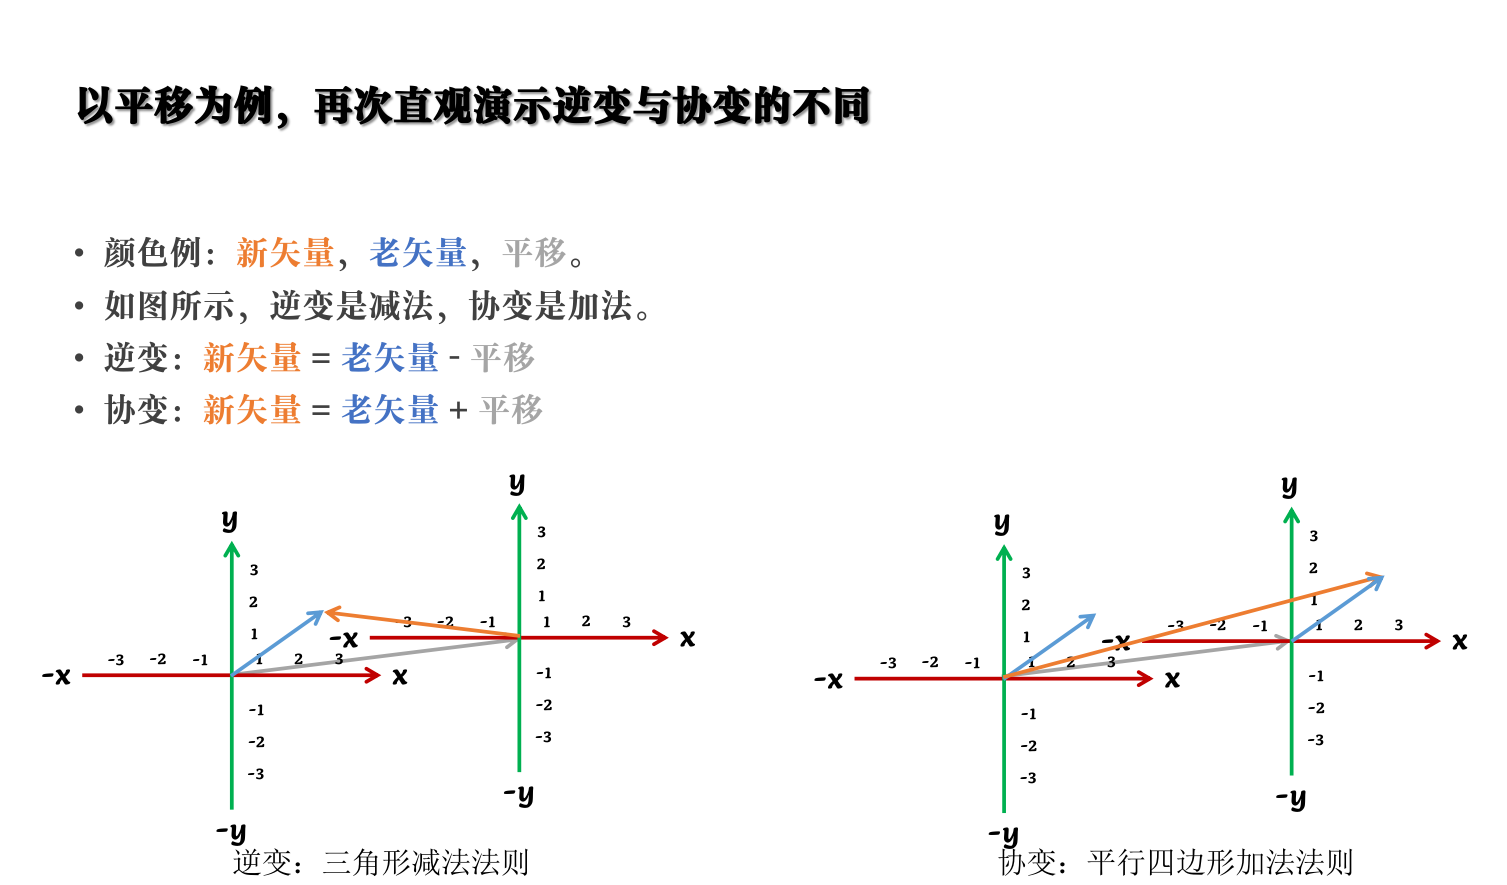 以平移为例，再次直观演示逆变与协变的不同
• 颜色例：新矢量，老矢量，平移。
• 如图所示，逆变是减法，协变是加法。
• 逆变：新矢量 = 老矢量 - 平移
• 协变：新矢量 = 老矢量 + 平移
y
3
2
1
-3 -2 -1 1 2 3
-x x
-1
-2
-3
-y
y
3
2
1
-3 -2 -1 1 2 3
-x x
-1
-2
-3
-y
逆变：三角形减法法则
y
3
2
1
-3 -2 -1 1 2 3
-x x
-1
-2
-3
-y
y
3
2
1
-3 -2 -1 1 2 3
-x x
-1
-2
-3
-y
协变：平行四边形加法法则